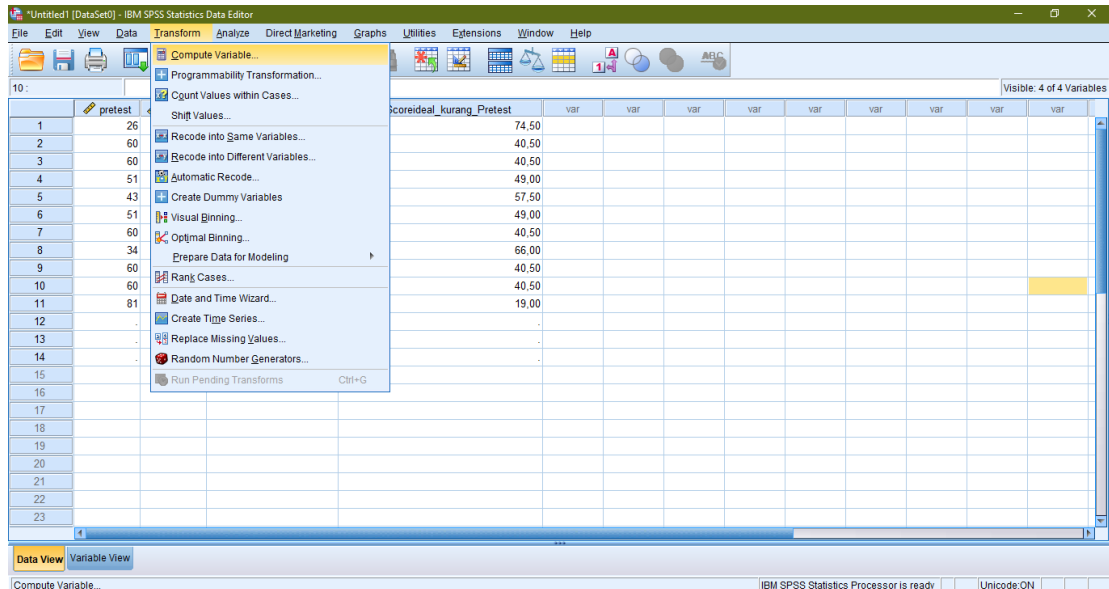 *Untitled1 [DataSet0] - IBM SPSS Statistics Data Editor
File Edit View Data Transform Analyze Direct Marketing Graphs Utilities Extensions Window Help
10 :
Visible: 4 of 4 Variables
Compute Variable...
Programmability Transformation...
Count Values within Cases...
Shift Values...
Recode into Same Variables...
Recode into Different Variables...
Automatic Recode...
Create Dummy Variables
Visual Binning...
Optimal Binning...
Prepare Data for Modeling
Rank Cases...
Date and Time Wizard...
Create Time Series...
Replace Missing Values...
Random Number Generators...
Run Pending Transforms Ctrl+G
pretest Scoreideal_kurang_Pretest var var var var var var var var
1 26 74,50
2 60 40,50
3 60 40,50
4 51 49,00
5 43 57,50
6 51 49,00
7 60 40,50
8 34 66,00
9 60 40,50
10 60 40,50
11 81 19,00
12 . .
13 . .
14 . .
15
16
17
18
19
20
21
22
23
Data View Variable View
Compute Variable... IBM SPSS Statistics Processor is ready Unicode:ON